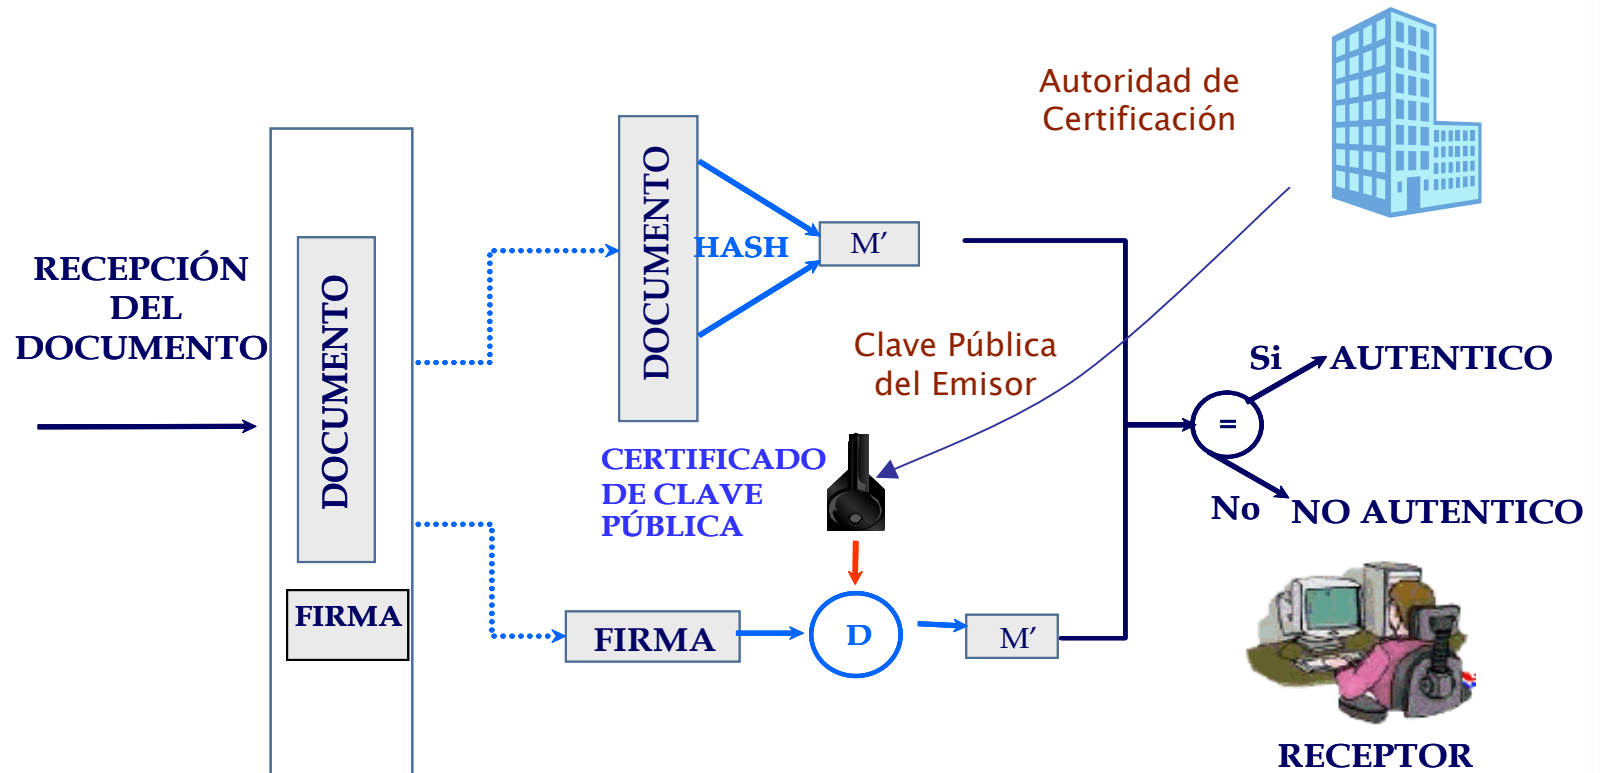 Autoridad de
Certificación
RECEPCIÓN
DEL
DOCUMENTO
DOCUMENTO
FIRMA
DOCUMENTO
HASH
M′
Clave Pública
del Emisor
CERTIFICADO
DE CLAVE
PÚBLICA
FIRMA
D
M′
=
Si
AUTENTICO
No
NO AUTENTICO
RECEPTOR